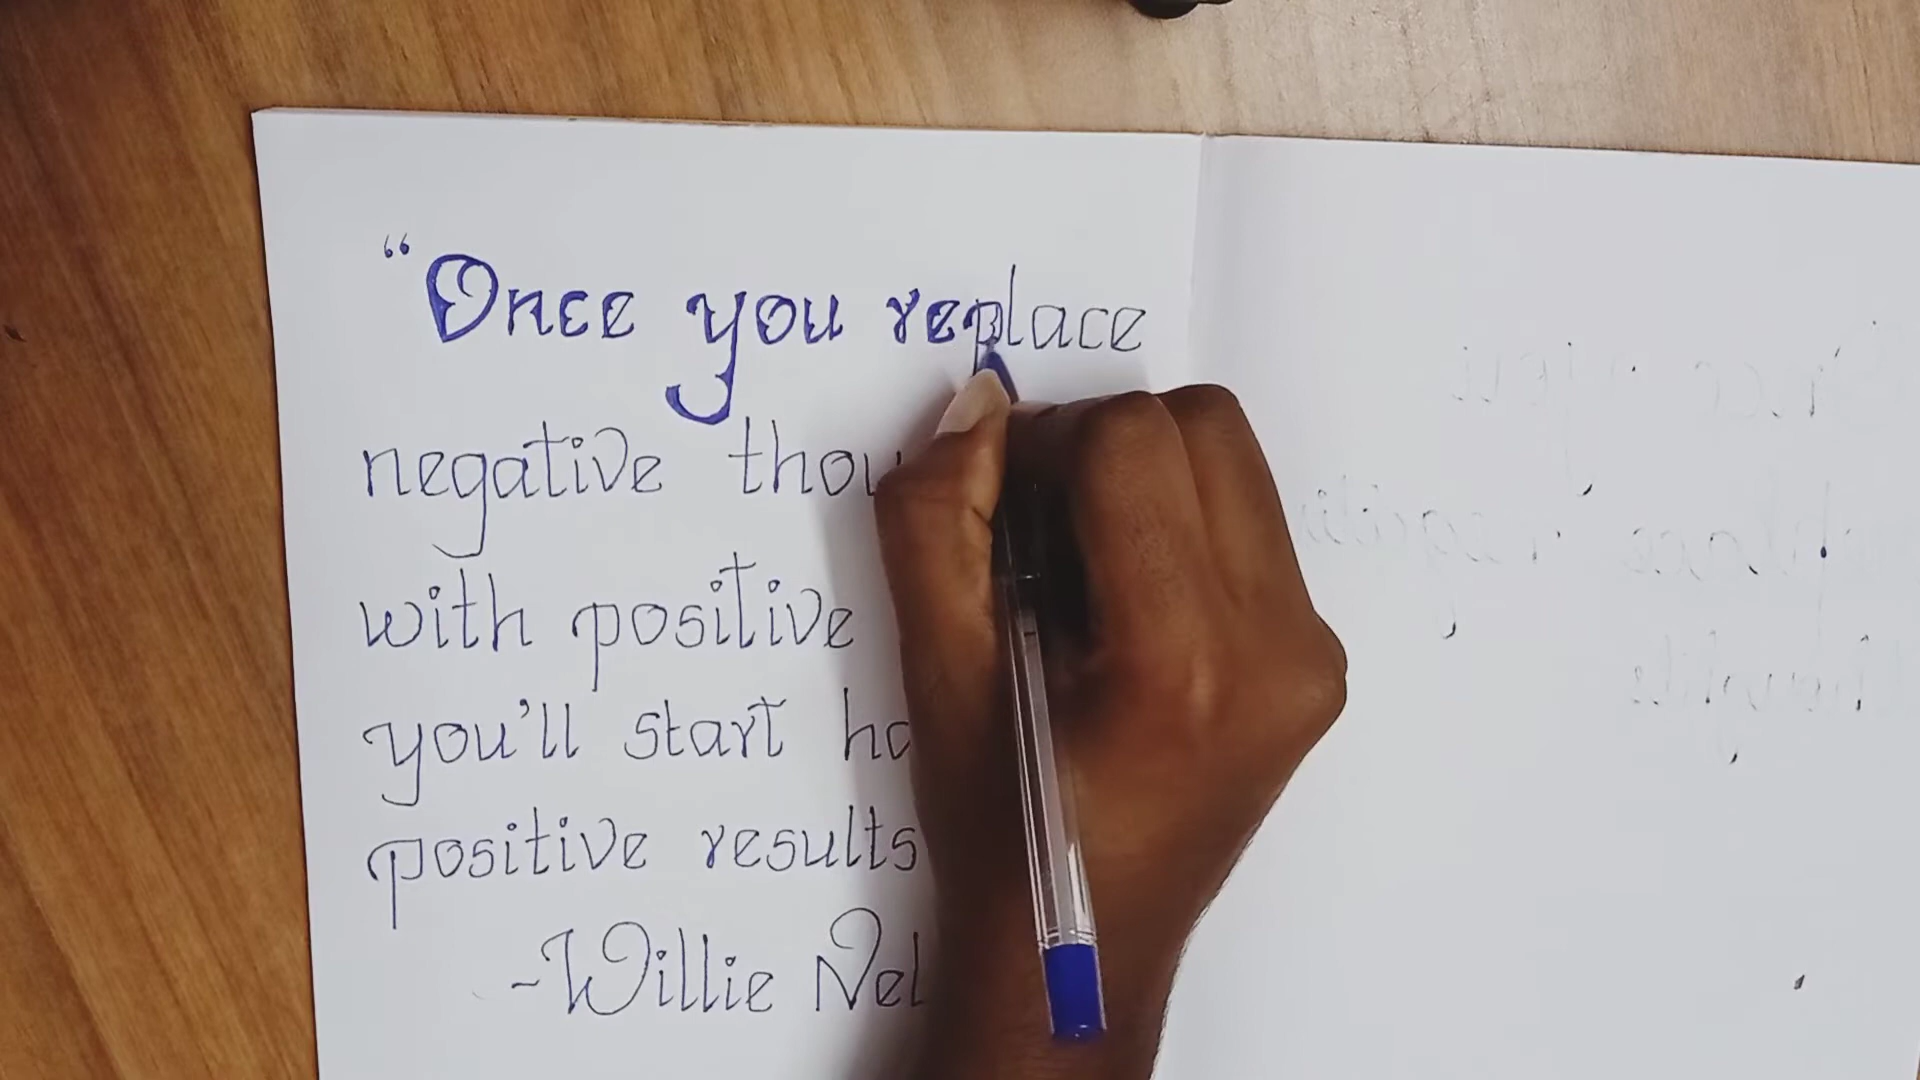 “Once you replace
negative thou
with positive
you'll start ha
positive results
-Willie Nel